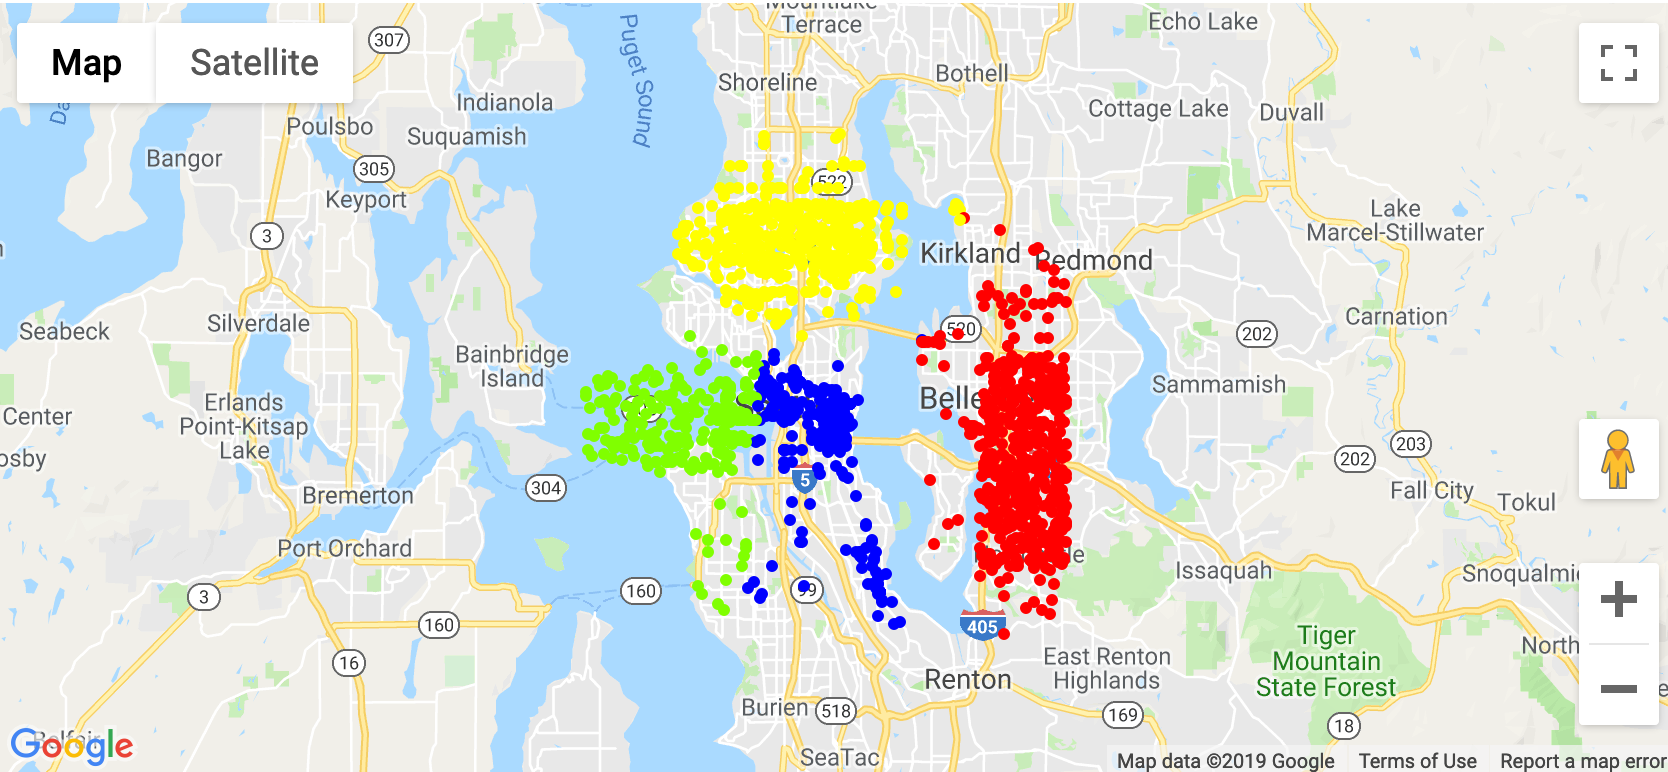 Mountlake
Terrace
Echo Lake
307
Map
Satellite
Puget Sound
Shoreline
Bothell
Indianola
Cottage Lake
Duvall
Poulsbo
Suquamish
Bangor
305
522
Keyport
Lake
Marcel-Stillwater
3
Kirkland
Redmond
Seabeck
Silverdale
520
202
Carnation
Bainbridge
Island
Sammamish
Center
Erlands
Point-Kitsap
Lake
Belle
202
203
5
304
Bremerton
Fall City
Tokul
Port Orchard
Issaquah
Snoqualmi
3
160
99
160
405
Tiger
Mountain
State Forest
North
16
East Renton
Highlands
Renton
Burien
518
169
18
Google
SeaTac
Map data ©2019 Google
Terms of Use
Report a map error